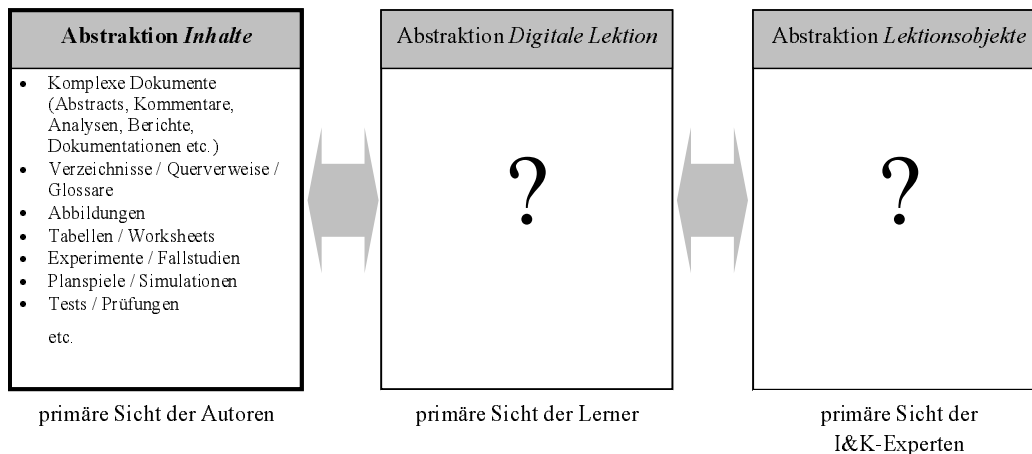 Abstraktion Inhalte
• Komplexe Dokumente
(Abstracts, Kommentare,
Analysen, Berichte,
Dokumentationen etc.)
• Verzeichnisse / Querverweise /
Glossare
• Abbildungen
• Tabellen / Worksheets
• Experimente / Fallstudien
• Planspiele / Simulationen
• Tests / Prüfungen
etc.
primäre Sicht der Autoren
Abstraktion Digitale Lektion
?
primäre Sicht der Lerner
Abstraktion Lektionsobjekte
?
primäre Sicht der
I&K-Experten